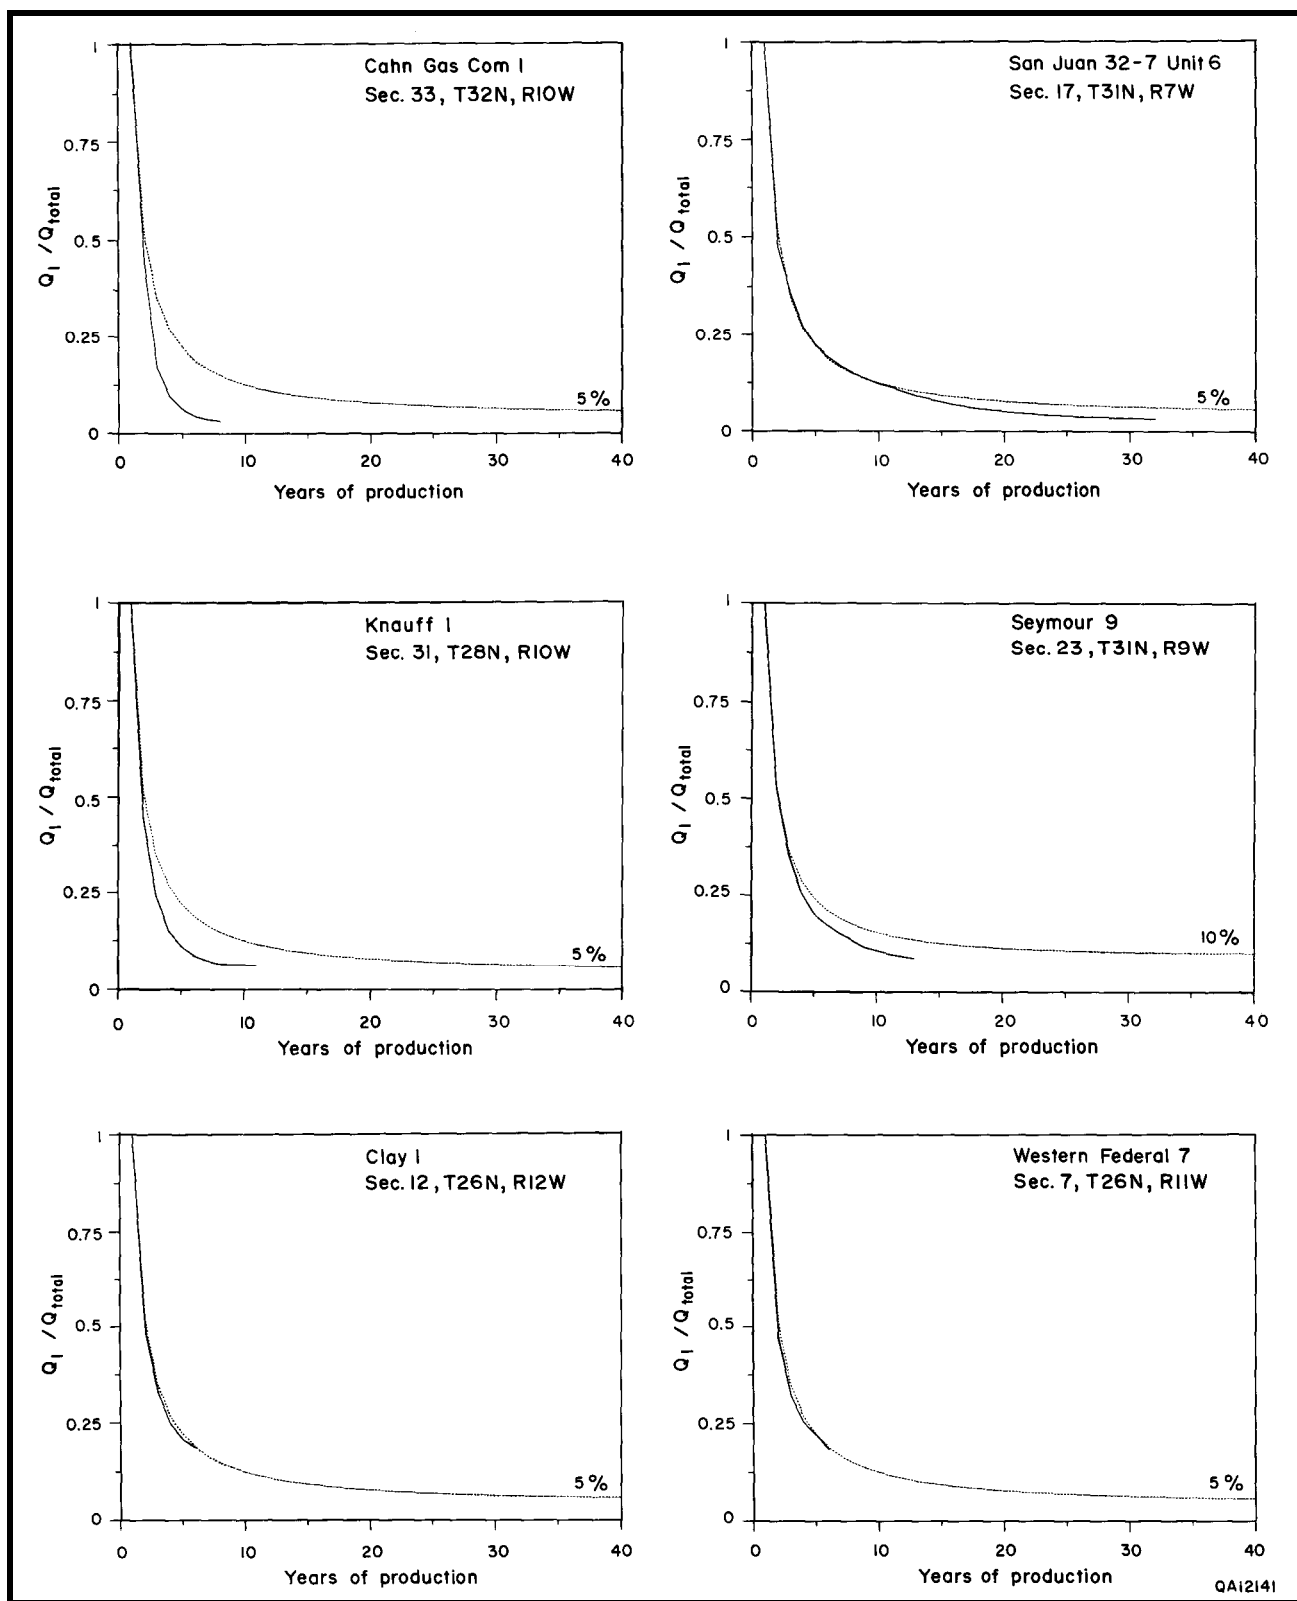 Cahn Gas Com 1
Sec. 33, T32N, R10W
1
0.75
0.5
0.25
0
Q1 / Qtotal
5%
0 10 20 30 40
Years of production
San Juan 32-7 Unit 6
Sec. 17, T31N, R7W
1
0.75
0.5
0.25
0
Q1 / Qtotal
5%
0 10 20 30 40
Years of production
Knauff 1
Sec. 31, T28N, R10W
1
0.75
0.5
0.25
0
Q1 / Qtotal
5%
0 10 20 30 40
Years of production
Seymour 9
Sec. 23, T31N, R9W
1
0.75
0.5
0.25
0
Q1 / Qtotal
10%
0 10 20 30 40
Years of production
Clay 1
Sec. 12, T26N, R12W
1
0.75
0.5
0.25
0
Q1 / Qtotal
5%
0 10 20 30 40
Years of production
Western Federal 7
Sec. 7, T26N, R11W
1
0.75
0.5
0.25
0
Q1 / Qtotal
5%
0 10 20 30 40
Years of production
QA12141